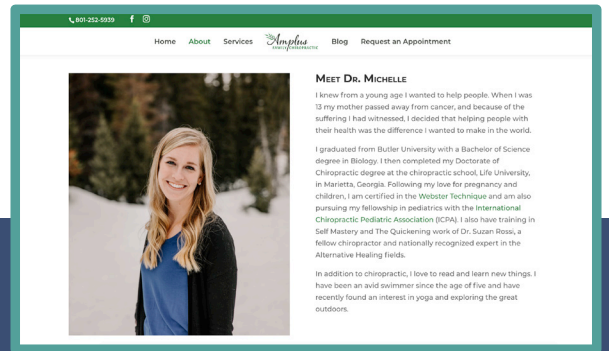 801-252-5939
Home About Services Amplus Blog Request an Appointment
FAMILY CHIROPRACTIC
Meet Dr. Michelle
I knew from a young age I wanted to help people. When I was
13 my mother passed away from cancer, and because of the
suffering I had witnessed, I decided that helping people with
their health was the difference I wanted to make in the world.
I graduated from Butler University with a Bachelor of Science
degree in Biology. I then completed my Doctorate of
Chiropractic degree at the chiropractic school, Life University,
in Marietta, Georgia. Following my love for pregnancy and
children, I am certified in the Webster Technique and am also
pursuing my fellowship in pediatrics with the International
Chiropractic Pediatric Association (ICPA). I also have training in
Self Mastery and The Quickening work of Dr. Suzan Rossi, a
fellow chiropractor and nationally recognized expert in the
Alternative Healing fields.
In addition to chiropractic, I love to read and learn new things. I
have been an avid swimmer since the age of five and have
recently found an interest in yoga and exploring the great
outdoors.